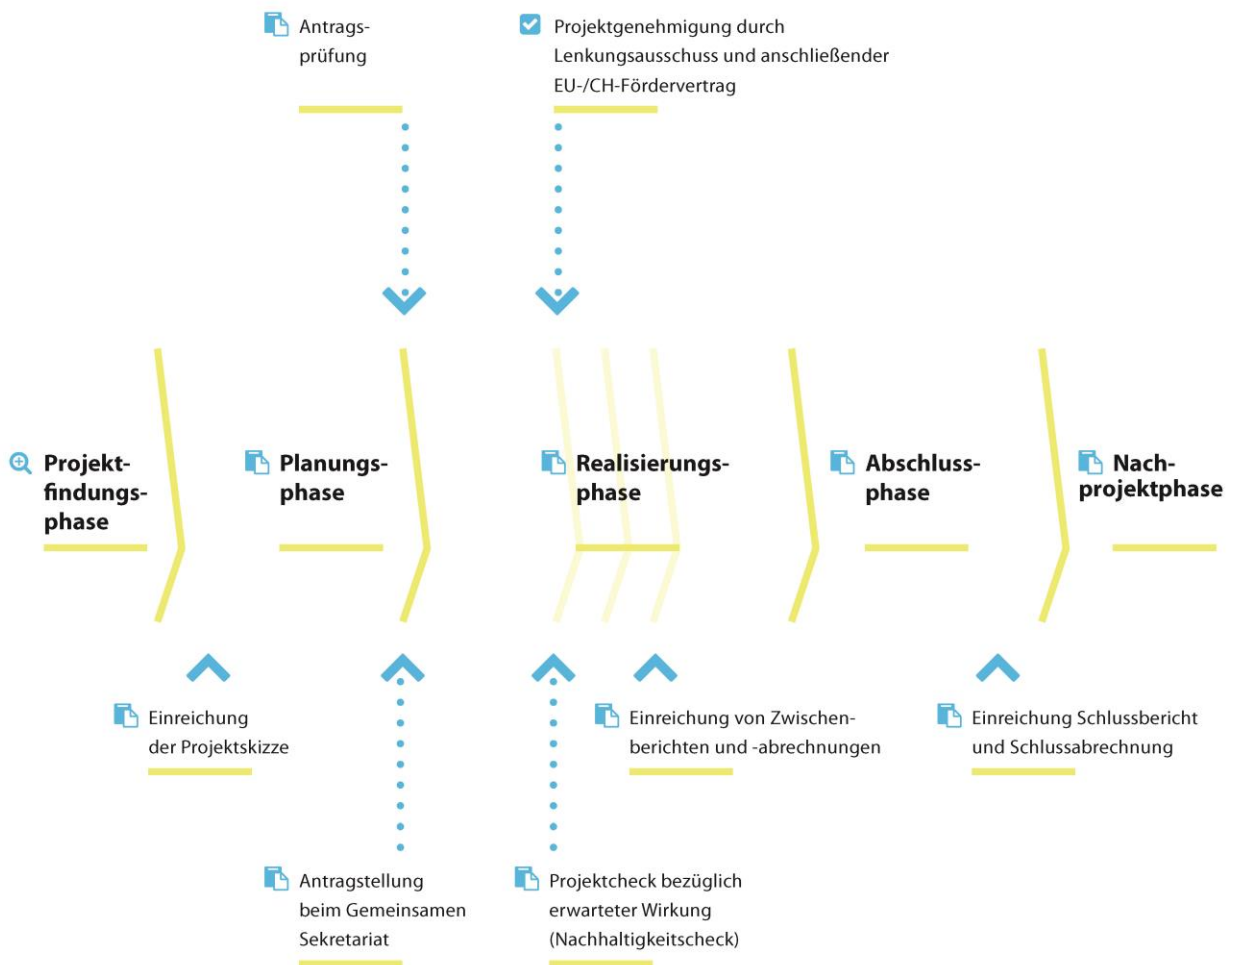 Antrags-
prüfung
Projektgenehmigung durch
Lenkungsausschuss und anschließender
EU-/CH-Fördervertrag
Projekt-
findungs-
phase
Planungs-
phase
Realisierungs-
phase
Abschluss-
phase
Nach-
projektphase
Einreichung
der Projektskizze
Einreichung von Zwischen-
berichten und -abrechnungen
Einreichung Schlussbericht
und Schlussabrechnung
Antragstellung
beim Gemeinsamen
Sekretariat
Projektcheck bezüglich
erwarteter Wirkung
(Nachhaltigkeitscheck)